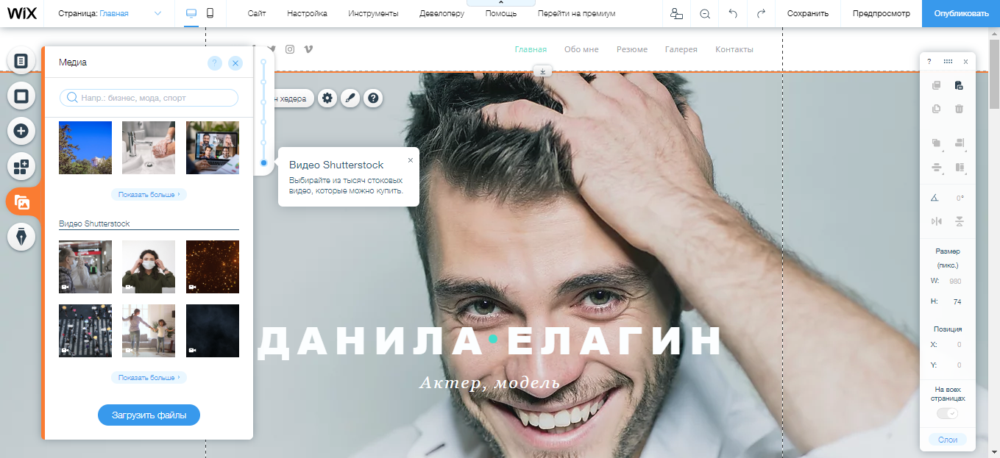 WiX
Страница: Главная
Сайт
Настройка
Инструменты
Девелоперу
Помощь
Перейти на премиум
Сохранить
Предпросмотр
Опубликовать
Главная
Обо мне
Резюме
Галерея
Контакты
Медиа
?
Напр.: бизнес, мода, спорт
н хедера
?
Показать больше
Видео Shutterstock
Показать больше
Загрузить файлы
Видео Shutterstock
Выбирайте из тысяч стоковых
видео, которые можно купить.
ДАНИЛА ЕЛАГИН
Актер, модель
?
0°
Размер
(пикс.)
W: 980
H: 74
Позиция
X: 0
Y: 0
На всех
страницах
Слои